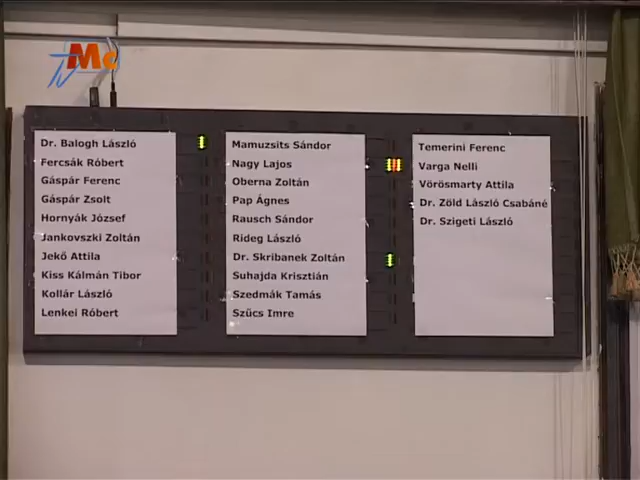 TV Mc
Dr. Balogh László
Fercsák Róbert
Gáspár Ferenc
Gáspár Zsolt
Hornyák József
Jankovszki Zoltán
Jekő Attila
Kiss Kálmán Tibor
Kollár László
Lenkei Róbert
Mamuzsits Sándor
Nagy Lajos
Oberna Zoltán
Pap Ágnes
Rausch Sándor
Rideg László
Dr. Skribanek Zoltán
Suhajda Krisztián
Szedmák Tamás
Szűcs Imre
Temerini Ferenc
Varga Nelli
Vörösmarty Attila
Dr. Zöld László Csabáné
Dr. Szigeti László